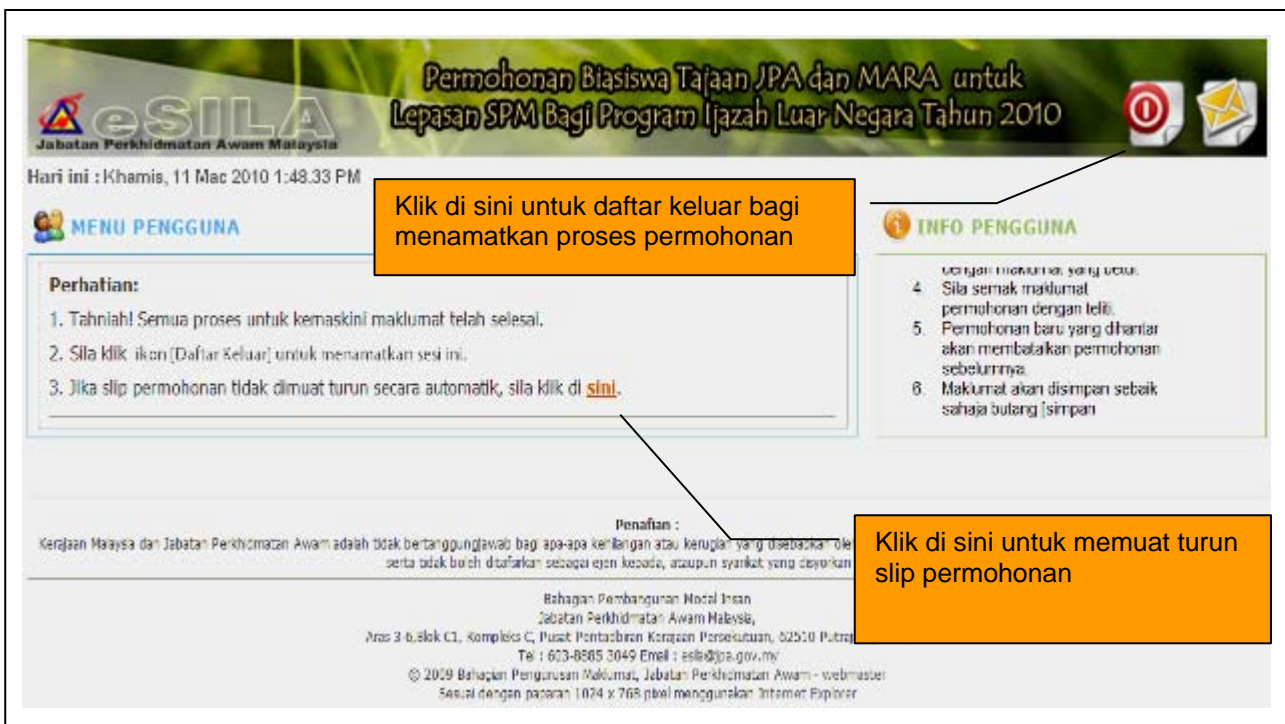 Permohonan Biasiswa Tajaan JPA dan MARA untuk
Lepasan SPM Bagi Program Ijazah Luar Negara Tahun 2010
eSILA
Jabatan Perkhidmatan Awam Malaysia
Hari ini : Khamis, 11 Mac 2010 1:48.33 PM
Klik di sini untuk daftar keluar bagi
menamatkan proses permohonan
MENU PENGGUNA
Perhatian:
1. Tahniah! Semua proses untuk kemaskini maklumat telah selesai.
2. Sila klik ikon [Daftar Keluar] untuk menamatkan sesi ini.
3. Jika slip permohonan tidak dimuat turun secara automatik, sila klik di sini.
INFO PENGGUNA
dengan maklumat yang betul.
4. Sila semak maklumat
permohonan dengan teliti.
5. Permohonan baru yang dihantar
akan membatalkan permohonan
sebelumnya.
6. Maklumat akan disimpan sebaik
sahaja butang [simpan
Penafian :
Kerajaan Malaysia dan Jabatan Perkhidmatan Awam adalah tidak bertanggungjawab bagi apa-apa kehilangan atau kerugian yang disebabkan ole
serta tidak boleh ditafsirkan sebagai ejen kepada, ataupun syarikat yang disyorkan
Klik di sini untuk memuat turun
slip permohonan
Bahagian Pembangunan Modal Insan
Jabatan Perkhidmatan Awam Malaysia,
Aras 3-6,Blok C1, Kompleks C, Pusat Pentadbiran Kerajaan Persekutuan, 62510 Putraj
Tel : 603-8885 3049 Email : esila@jpa.gov.my
© 2009 Bahagian Pengurusan Maklumat, Jabatan Perkhidmatan Awam - webmaster
Sesuai dengan paparan 1024 x 768 pixel menggunakan Internet Explorer